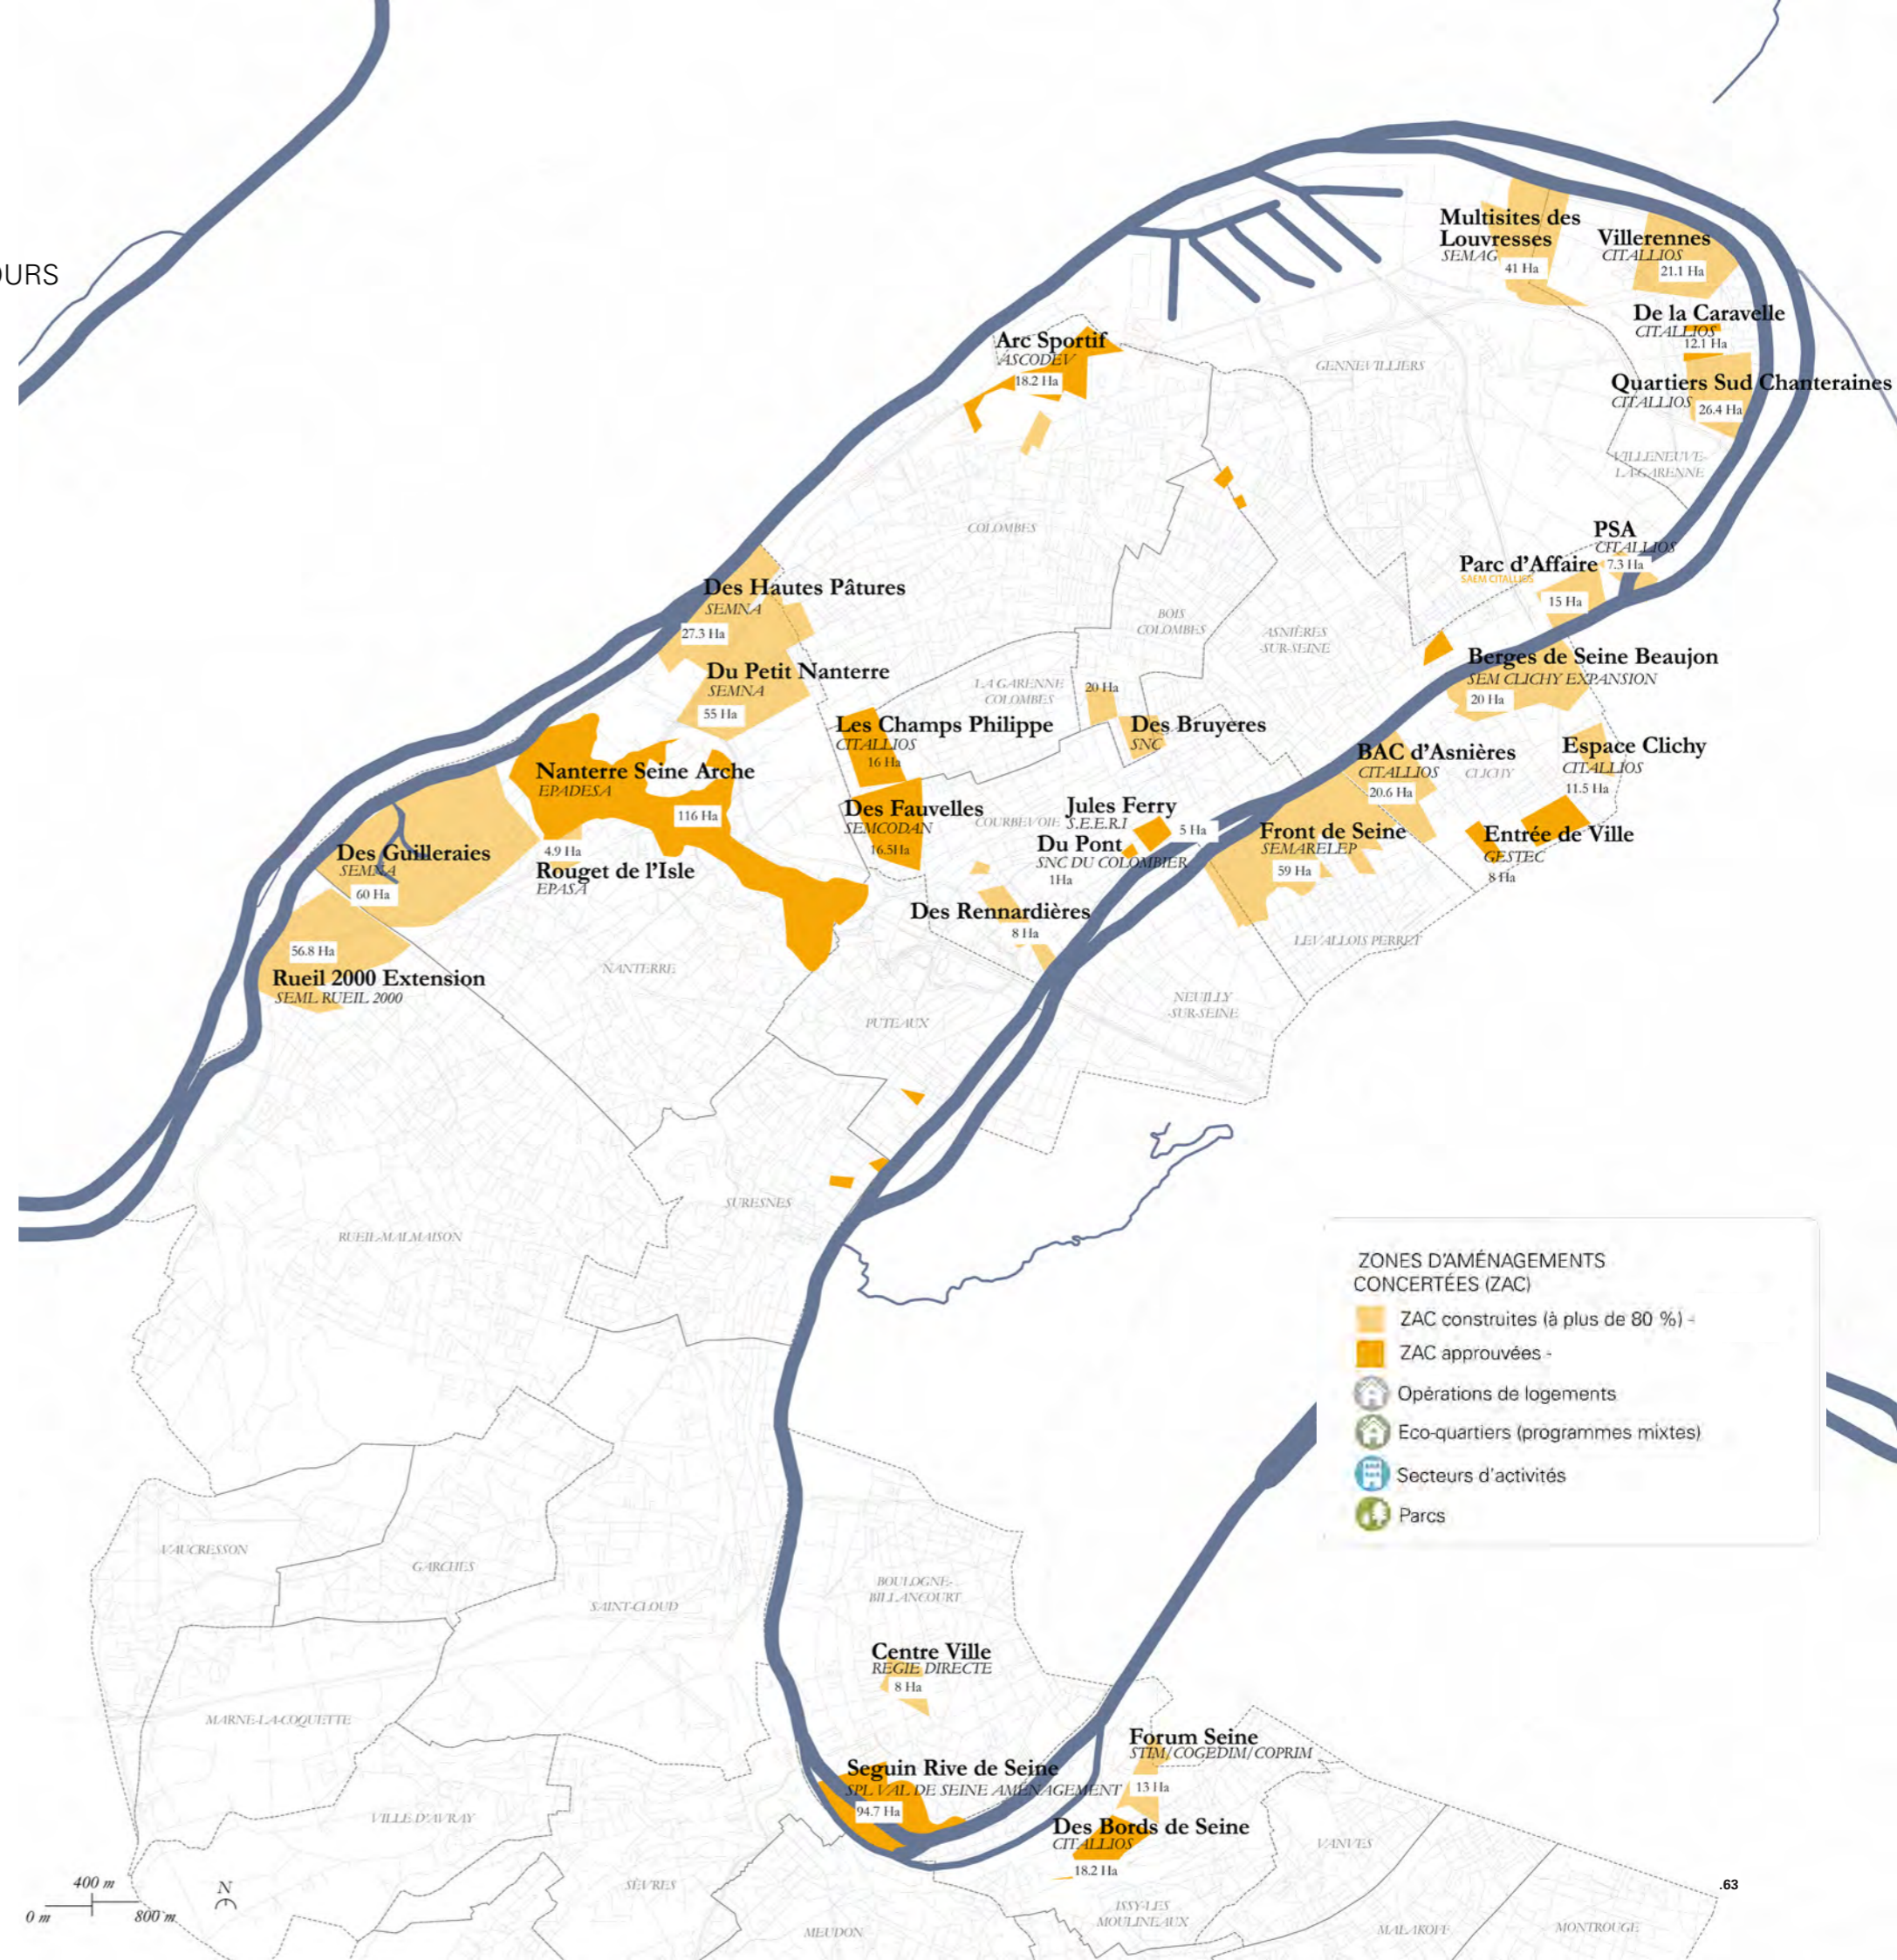 OURS
Multisites des
Louvresses
SEMAG
41 Ha
Villerennes
CITALLIOS
21.1 Ha
De la Caravelle
CITALLIOS
12.1 Ha
Quartiers Sud Chanteraines
CITALLIOS
26.4 Ha
Arc Sportif
ASCODEV
18.2 Ha
GENNEVILLIERS
VILLENEUVE-
LA-GARENNE
COLOMBES
PSA
CITALLIOS
7.3 Ha
Parc d'Affaire
SAEM CITALLIOS
15 Ha
Des Hautes Pâtures
SEMNA
27.3 Ha
BOIS
COLOMBES
ASNIÈRES
-SUR-SEINE
Du Petit Nanterre
SEMNA
55 Ha
LA GARENNE
COLOMBES
20 Ha
Berges de Seine Beaujon
SEM CLICHY EXPANSION
20 Ha
Les Champs Philippe
CITALLIOS
16 Ha
Des Bruyeres
SNC
BAC d'Asnières
CITALLIOS
20.6 Ha
CLICHY
Espace Clichy
CITALLIOS
11.5 Ha
Nanterre Seine Arche
EPADESA
116 Ha
Des Fauvelles
SEMCODAN
16.5Ha
COURBEVOIE
Jules Ferry
S.E.E.R.I
5 Ha
Du Pont
SNC DU COLOMBIER
1Ha
Front de Seine
SEMARELEP
59 Ha
Entrée de Ville
GESTEC
8 Ha
Des Guilleraies
SEMNA
60 Ha
4.9 Ha
Rouget de l'Isle
EPASA
Des Rennardières
8 Ha
LEVALLOIS PERRET
56.8 Ha
Rueil 2000 Extension
SEML RUEIL 2000
NANTERRE
PUTEAUX
NEUILLY
-SUR-SEINE
SURESNES
RUEIL-MALMAISON
ZONES D'AMÉNAGEMENTS
CONCERTÉES (ZAC)
ZAC construites (à plus de 80 %) -
ZAC approuvées -
Opérations de logements
Eco-quartiers (programmes mixtes)
Secteurs d'activités
Parcs
VAUCRESSON
GARCHES
SAINT-CLOUD
BOULOGNE-
BILLANCOURT
Centre Ville
REGIE DIRECTE
8 Ha
MARNE-LA-COQUETTE
Forum Seine
STIM/COGEDIM/COPRIM
13 Ha
Seguin Rive de Seine
SPL VAL DE SEINE AMÉNAGEMENT
94.7 Ha
VILLE D'AVRAY
Des Bords de Seine
CITALLIOS
18.2 Ha
VANVES
SÈVRES
MEUDON
ISSY-LES
MOULINEAUX
MALAKOFF
MONTROUGE
400 m
0 m
800 m
N
.63